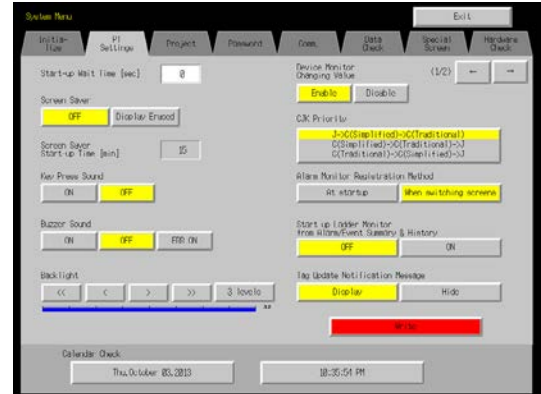 System Menu
Exit
Initia-
lize
PT
Settings
Project
Password
Comm.
Data
Check
Special
Screen
Hardware
Check
Start-up Wait Time [sec]
0
Screen Saver
OFF
Display Erased
Screen Saver
Start-up Time [min]
15
Key Press Sound
ON
OFF
Buzzer Sound
ON
OFF
ERR ON
Backlight
<<
<
>
>>
3 levels
32
Device Monitor
Changing Value
(1/2)
←
→
Enable
Disable
CJK Priority
J->C(Simplified)->C(Traditional)
C(Simplified)->C(Traditional)->J
C(Traditional)->C(Simplified)->J
Alarm Monitor Registration Method
At startup
When switching screens
Start up Ladder Monitor
from Alarm/Event Summary & History
OFF
ON
Tag Update Notification Message
Display
Hide
Write
Calendar Check
Thu,October 03,2013
10:35:51 PM